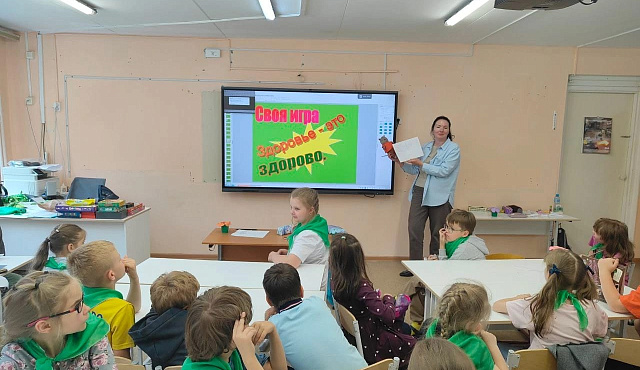 Своя игра
Здоровье - это
здорово.